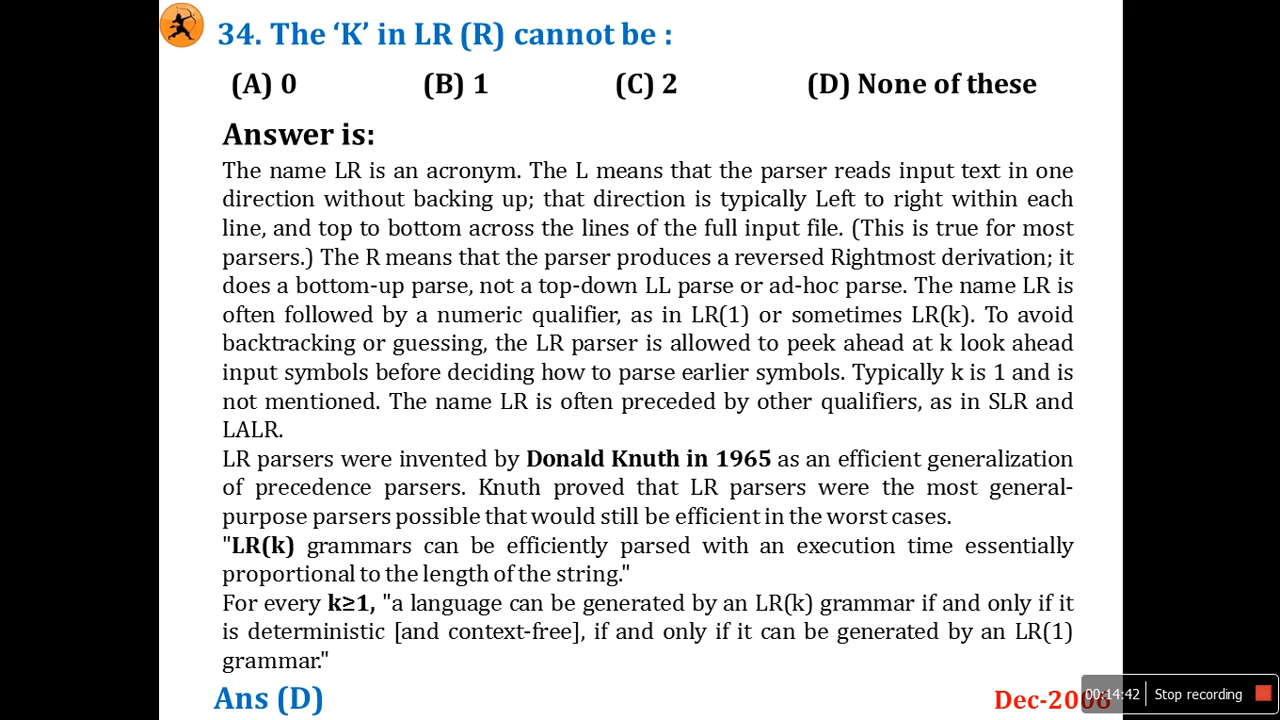 34. The ‘K’ in LR (R) cannot be :
(A) 0 (B) 1 (C) 2 (D) None of these
Answer is:
The name LR is an acronym. The L means that the parser reads input text in one
direction without backing up; that direction is typically Left to right within each
line, and top to bottom across the lines of the full input file. (This is true for most
parsers.) The R means that the parser produces a reversed Rightmost derivation; it
does a bottom-up parse, not a top-down LL parse or ad-hoc parse. The name LR is
often followed by a numeric qualifier, as in LR(1) or sometimes LR(k). To avoid
backtracking or guessing, the LR parser is allowed to peek ahead at k look ahead
input symbols before deciding how to parse earlier symbols. Typically k is 1 and is
not mentioned. The name LR is often preceded by other qualifiers, as in SLR and
LALR.
LR parsers were invented by Donald Knuth in 1965 as an efficient generalization
of precedence parsers. Knuth proved that LR parsers were the most general-
purpose parsers possible that would still be efficient in the worst cases.
"LR(k) grammars can be efficiently parsed with an execution time essentially
proportional to the length of the string."
For every k≥1, "a language can be generated by an LR(k) grammar if and only if it
is deterministic [and context-free], if and only if it can be generated by an LR(1)
grammar."
Ans (D)
Dec-2008
00:14:42 Stop recording